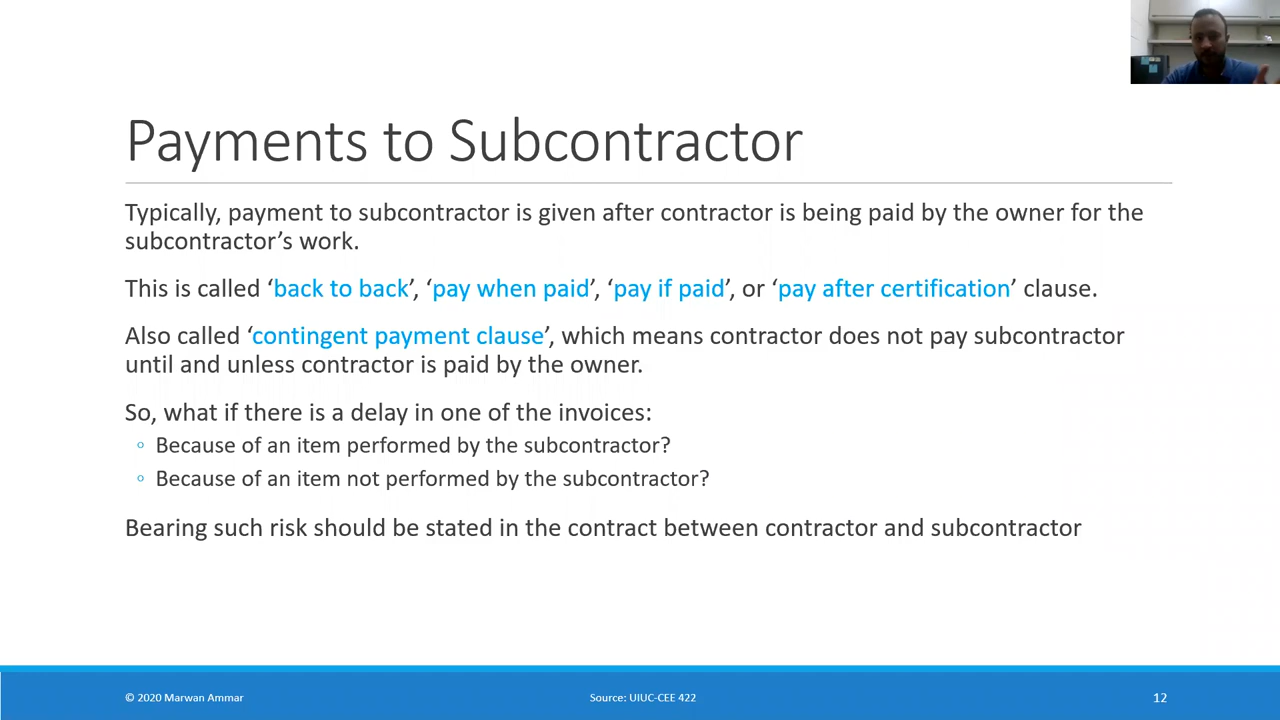 Payments to Subcontractor
Typically, payment to subcontractor is given after contractor is being paid by the owner for the
subcontractor’s work.
This is called ‘back to back’, ‘pay when paid’, ‘pay if paid’, or ‘pay after certification’ clause.
Also called ‘contingent payment clause’, which means contractor does not pay subcontractor
until and unless contractor is paid by the owner.
So, what if there is a delay in one of the invoices:
◦ Because of an item performed by the subcontractor?
◦ Because of an item not performed by the subcontractor?
Bearing such risk should be stated in the contract between contractor and subcontractor
© 2020 Marwan Ammar
Source: UIUC-CEE 422
12